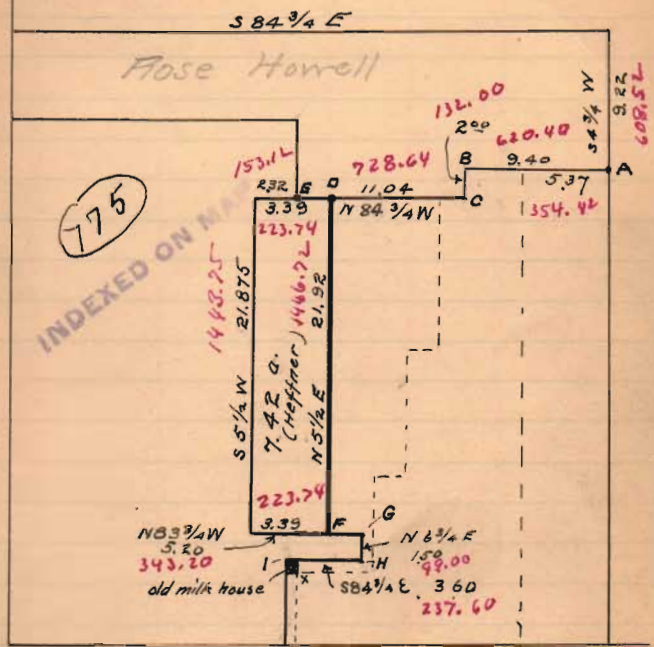 S 84 3/4 E
Rose Howell
S 4 3/4 W
9.22
608.52
132.00
2.00
620.40
B
9.40
A
5.37
354.42
153.12
728.64
2.32
E
D
11.04
C
3.39
N 84 3/4 W
223.74
775
INDEXED ON MAP
1443.75
21.875
S 5 1/2 W
7.42 a.
(Heffner)
1446.72
21.92
N 5 1/2 E
223.74
N 83 3/4 W
3.39
F
G
N 6 3/4 E
5.20
1.50
343.20
I
H
99.00
old milk house
x
S84 3/4 E. 3.60
237.60